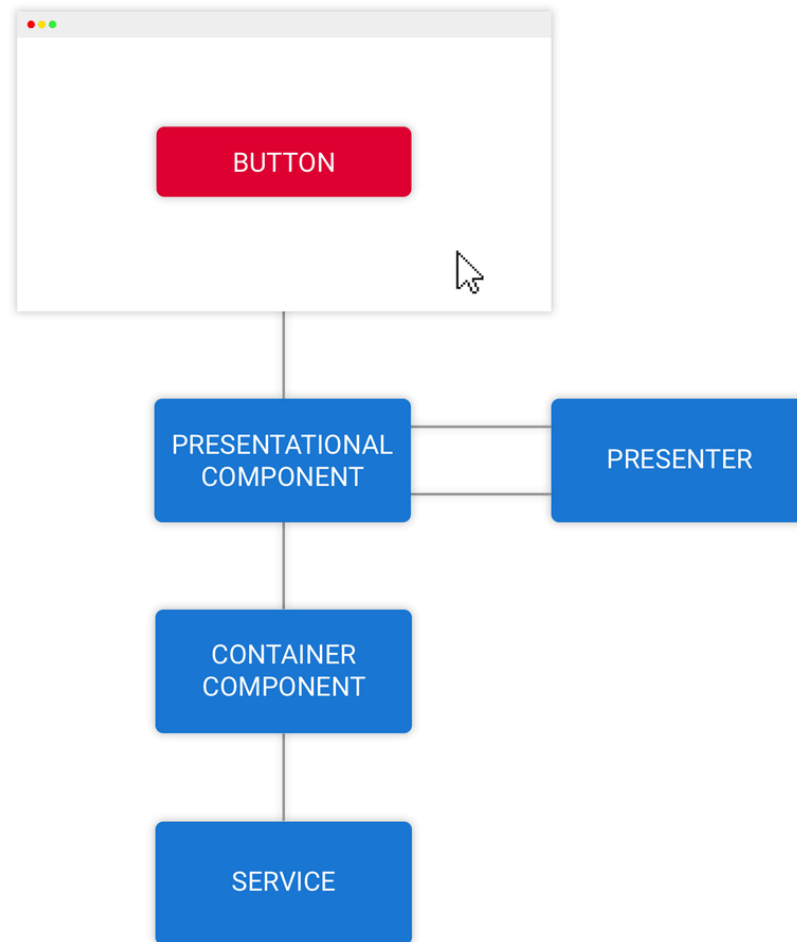 BUTTON
PRESENTATIONAL
COMPONENT
PRESENTER
CONTAINER
COMPONENT
SERVICE